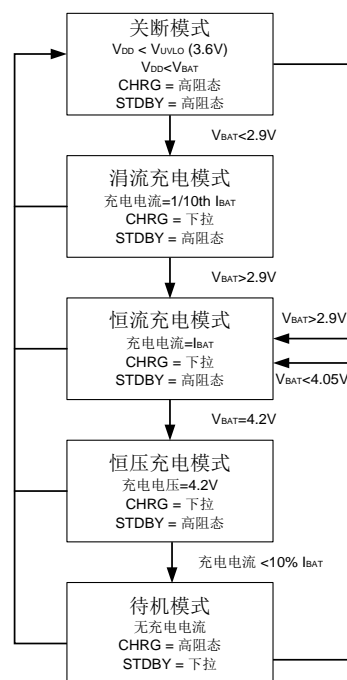 关断模式
VDD < VUVLO (3.6V)
VDD<VBAT
CHRG = 高阻态
STDBY = 高阻态
VBAT<2.9V
涓流充电模式
充电电流=1/10th IBAT
CHRG = 下拉
STDBY = 高阻态
VBAT>2.9V
恒流充电模式
充电电流=IBAT
CHRG = 下拉
STDBY = 高阻态
VBAT>2.9V
VBAT<4.05V
VBAT=4.2V
恒压充电模式
充电电压=4.2V
CHRG = 下拉
STDBY = 高阻态
充电电流 <10% IBAT
待机模式
无充电电流
CHRG = 高阻态
STDBY = 下拉